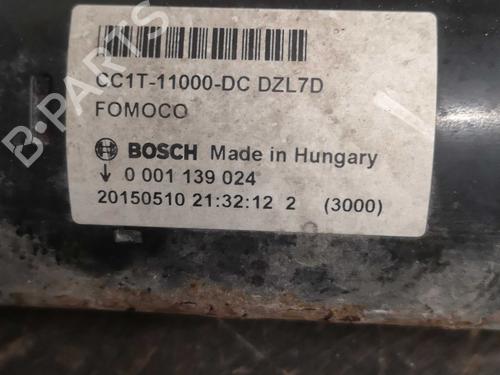 CC1T-11000-DC DZL7D
FOMOCO
BOSCH Made in Hungary
↓ 0 001 139 024
20150510 21:32:12 2 (3000)
B-PARTS